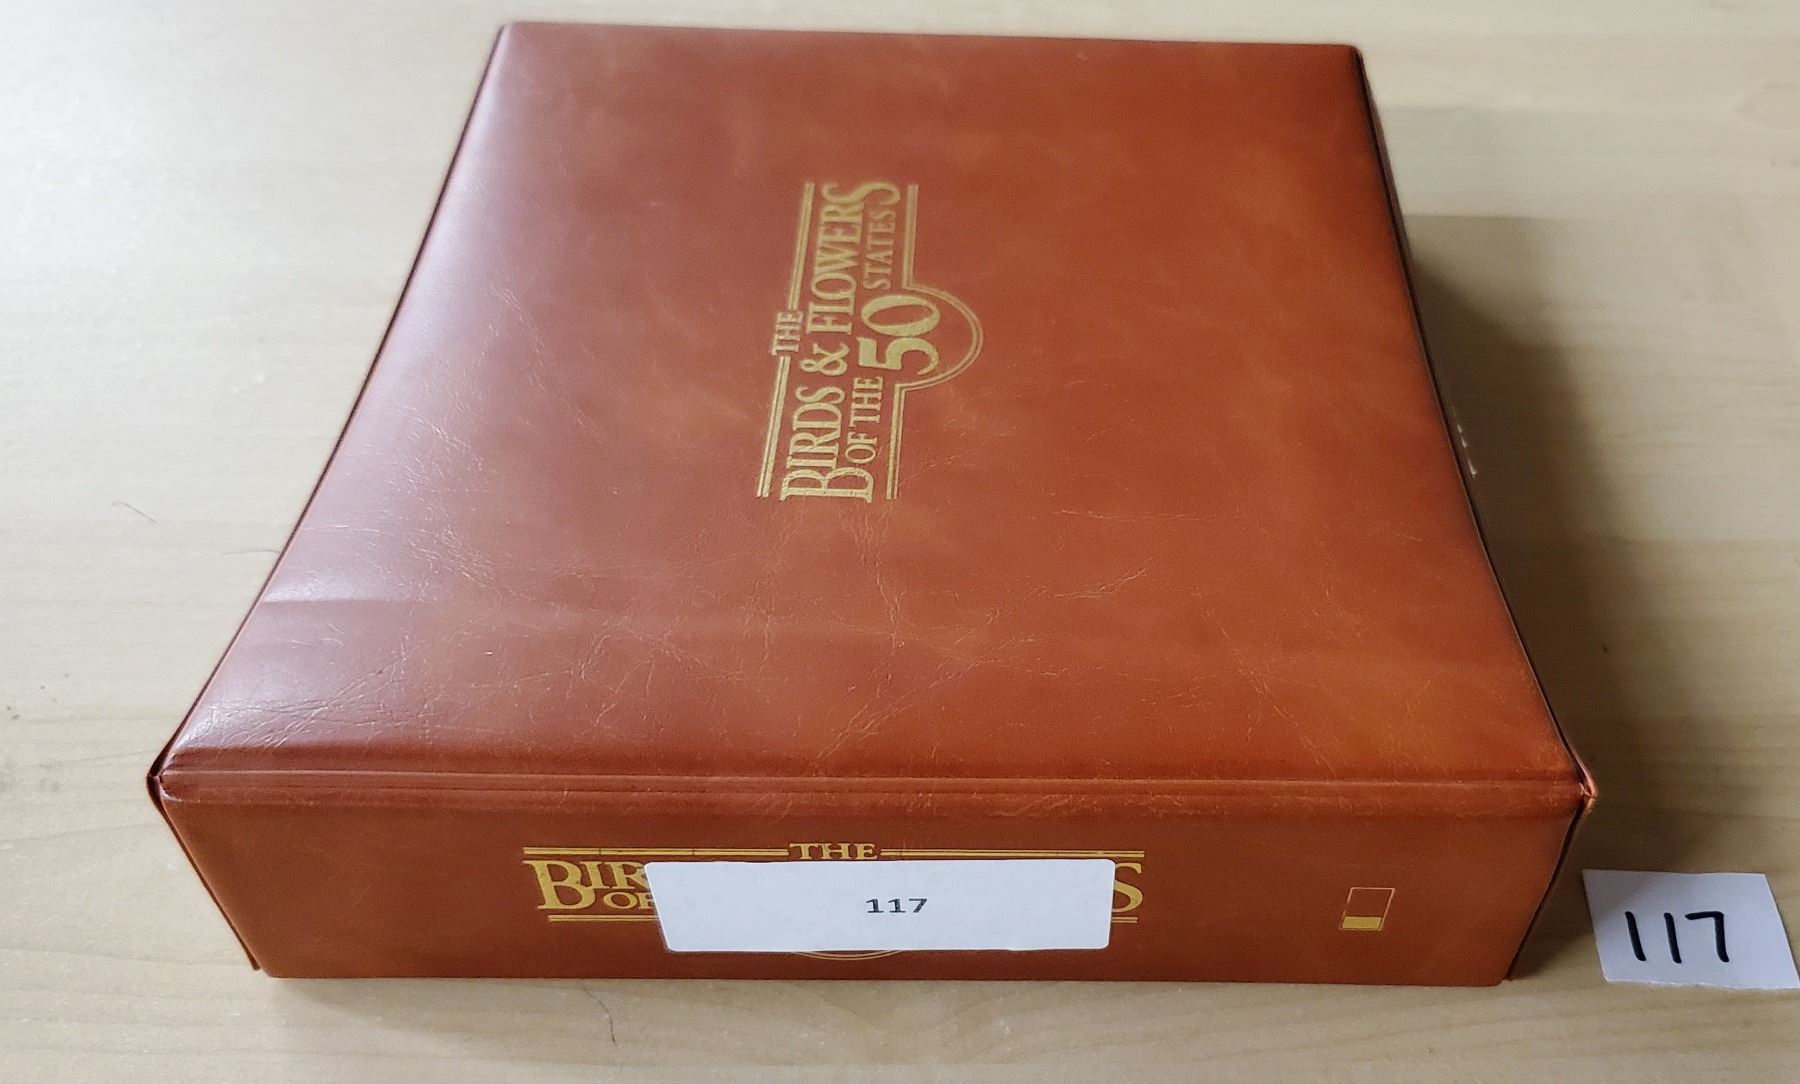 THE
BIRDS & FLOWERS
OF THE 50 STATES
THE
117
117